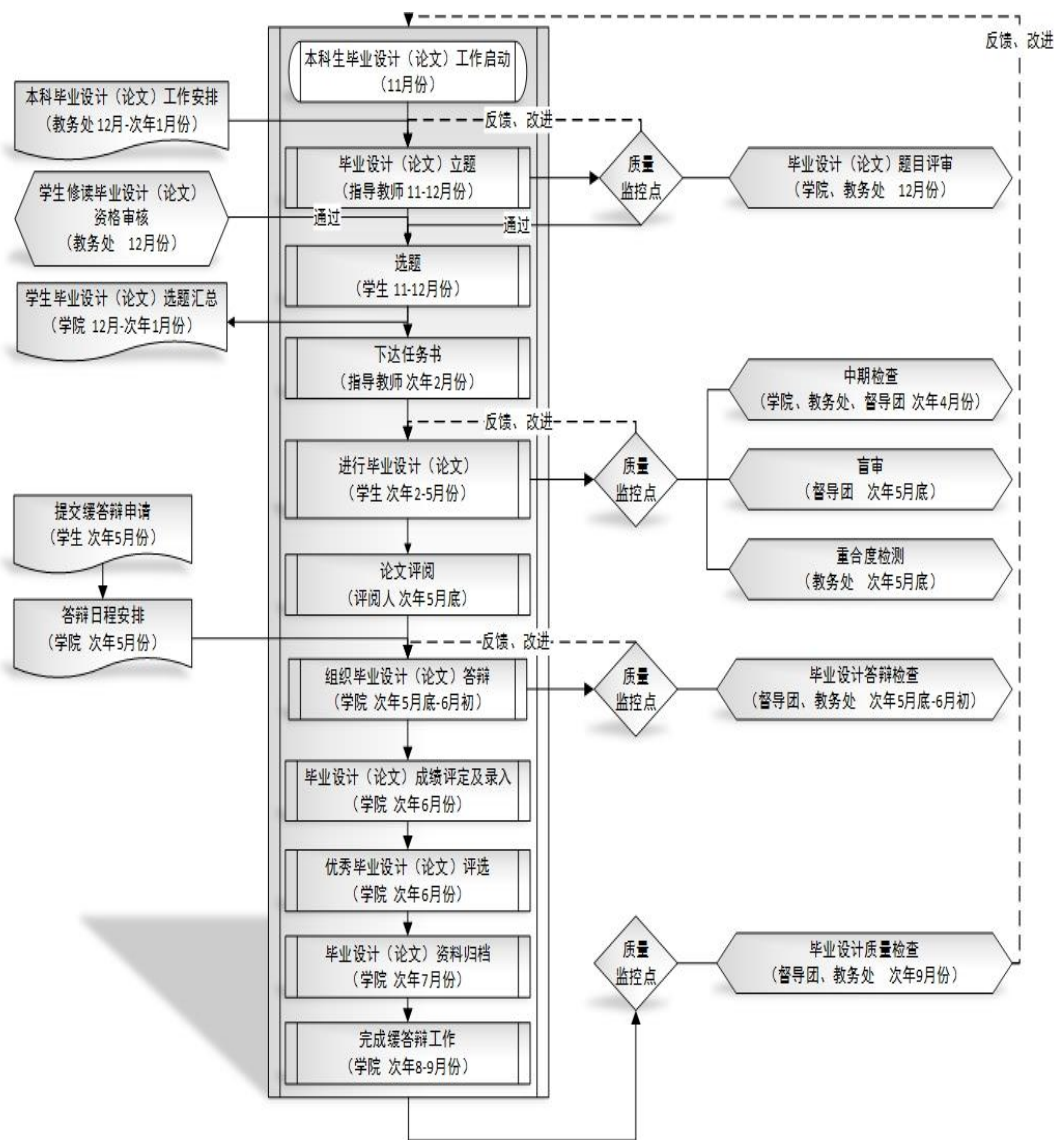 反馈、改进
本科生毕业设计（论文）工作启动
（11月份）
本科毕业设计（论文）工作安排
（教务处 12月-次年1月份）
反馈、改进
毕业设计（论文）立题
（指导教师 11-12月份）
质量
监控点
毕业设计（论文）题目评审
（学院、教务处 12月份）
学生修读毕业设计（论文）
资格审核
（教务处 12月份）
通过
通过
选题
（学生 11-12月份）
学生毕业设计（论文）选题汇总
（学院 12月-次年1月份）
下达任务书
（指导教师 次年2月份）
中期检查
（学院、教务处、督导团 次年4月份）
反馈、改进
进行毕业设计（论文）
（学生 次年2-5月份）
质量
监控点
盲审
（督导团 次年5月底）
提交缓答辩申请
（学生 次年5月份）
论文评阅
（评阅人 次年5月底）
重合度检测
（教务处 次年5月底）
答辩日程安排
（学院 次年5月份）
反馈、改进
组织毕业设计（论文）答辩
（学院 次年5月底-6月初）
质量
监控点
毕业设计答辩检查
（督导团、教务处 次年5月底-6月初）
毕业设计（论文）成绩评定及录入
（学院 次年6月份）
优秀毕业设计（论文）评选
（学院 次年6月份）
毕业设计（论文）资料归档
（学院 次年7月份）
质量
监控点
毕业设计质量检查
（督导团、教务处 次年9月份）
完成缓答辩工作
（学院 次年8-9月份）